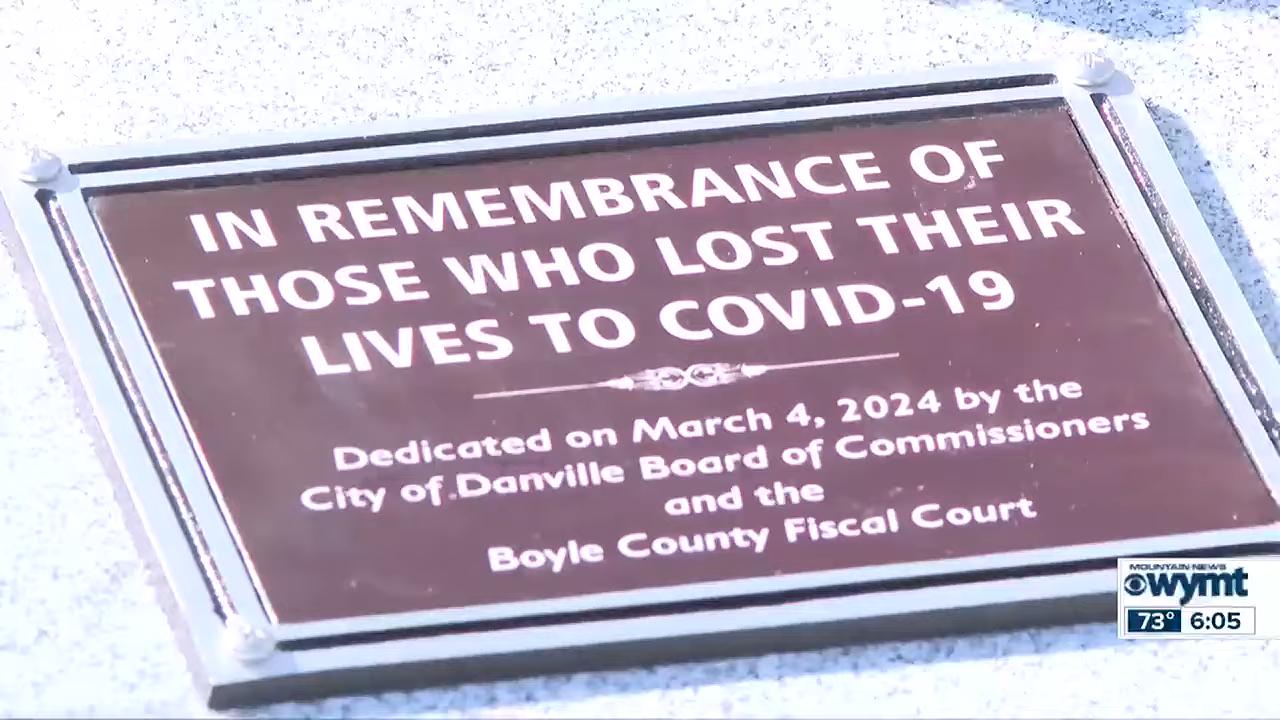 IN REMEMBRANCE OF
THOSE WHO LOST THEIR
LIVES TO COVID-19
Dedicated on March 4, 2024 by the
City of Danville Board of Commissioners
and the
Boyle County Fiscal Court
MOUNTAIN NEWS
wymt
73° 6:05